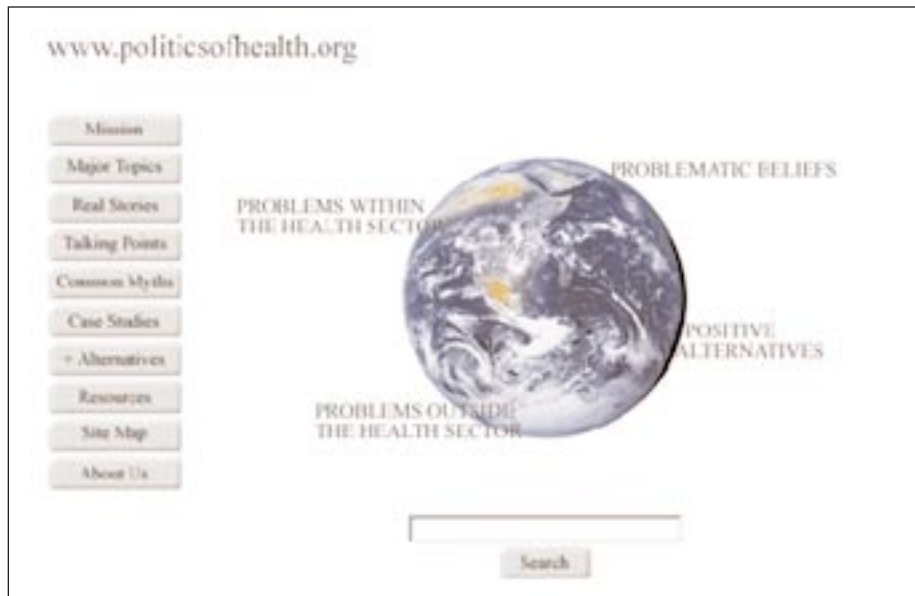 www.politicsofhealth.org
Mission
Major Topics
Real Stories
Talking Points
Common Myths
Case Studies
+ Alternatives
Resources
Site Map
About Us
PROBLEMATIC BELIEFS
PROBLEMS WITHIN
THE HEALTH SECTOR
POSITIVE
ALTERNATIVES
PROBLEMS OUTSIDE
THE HEALTH SECTOR
Search